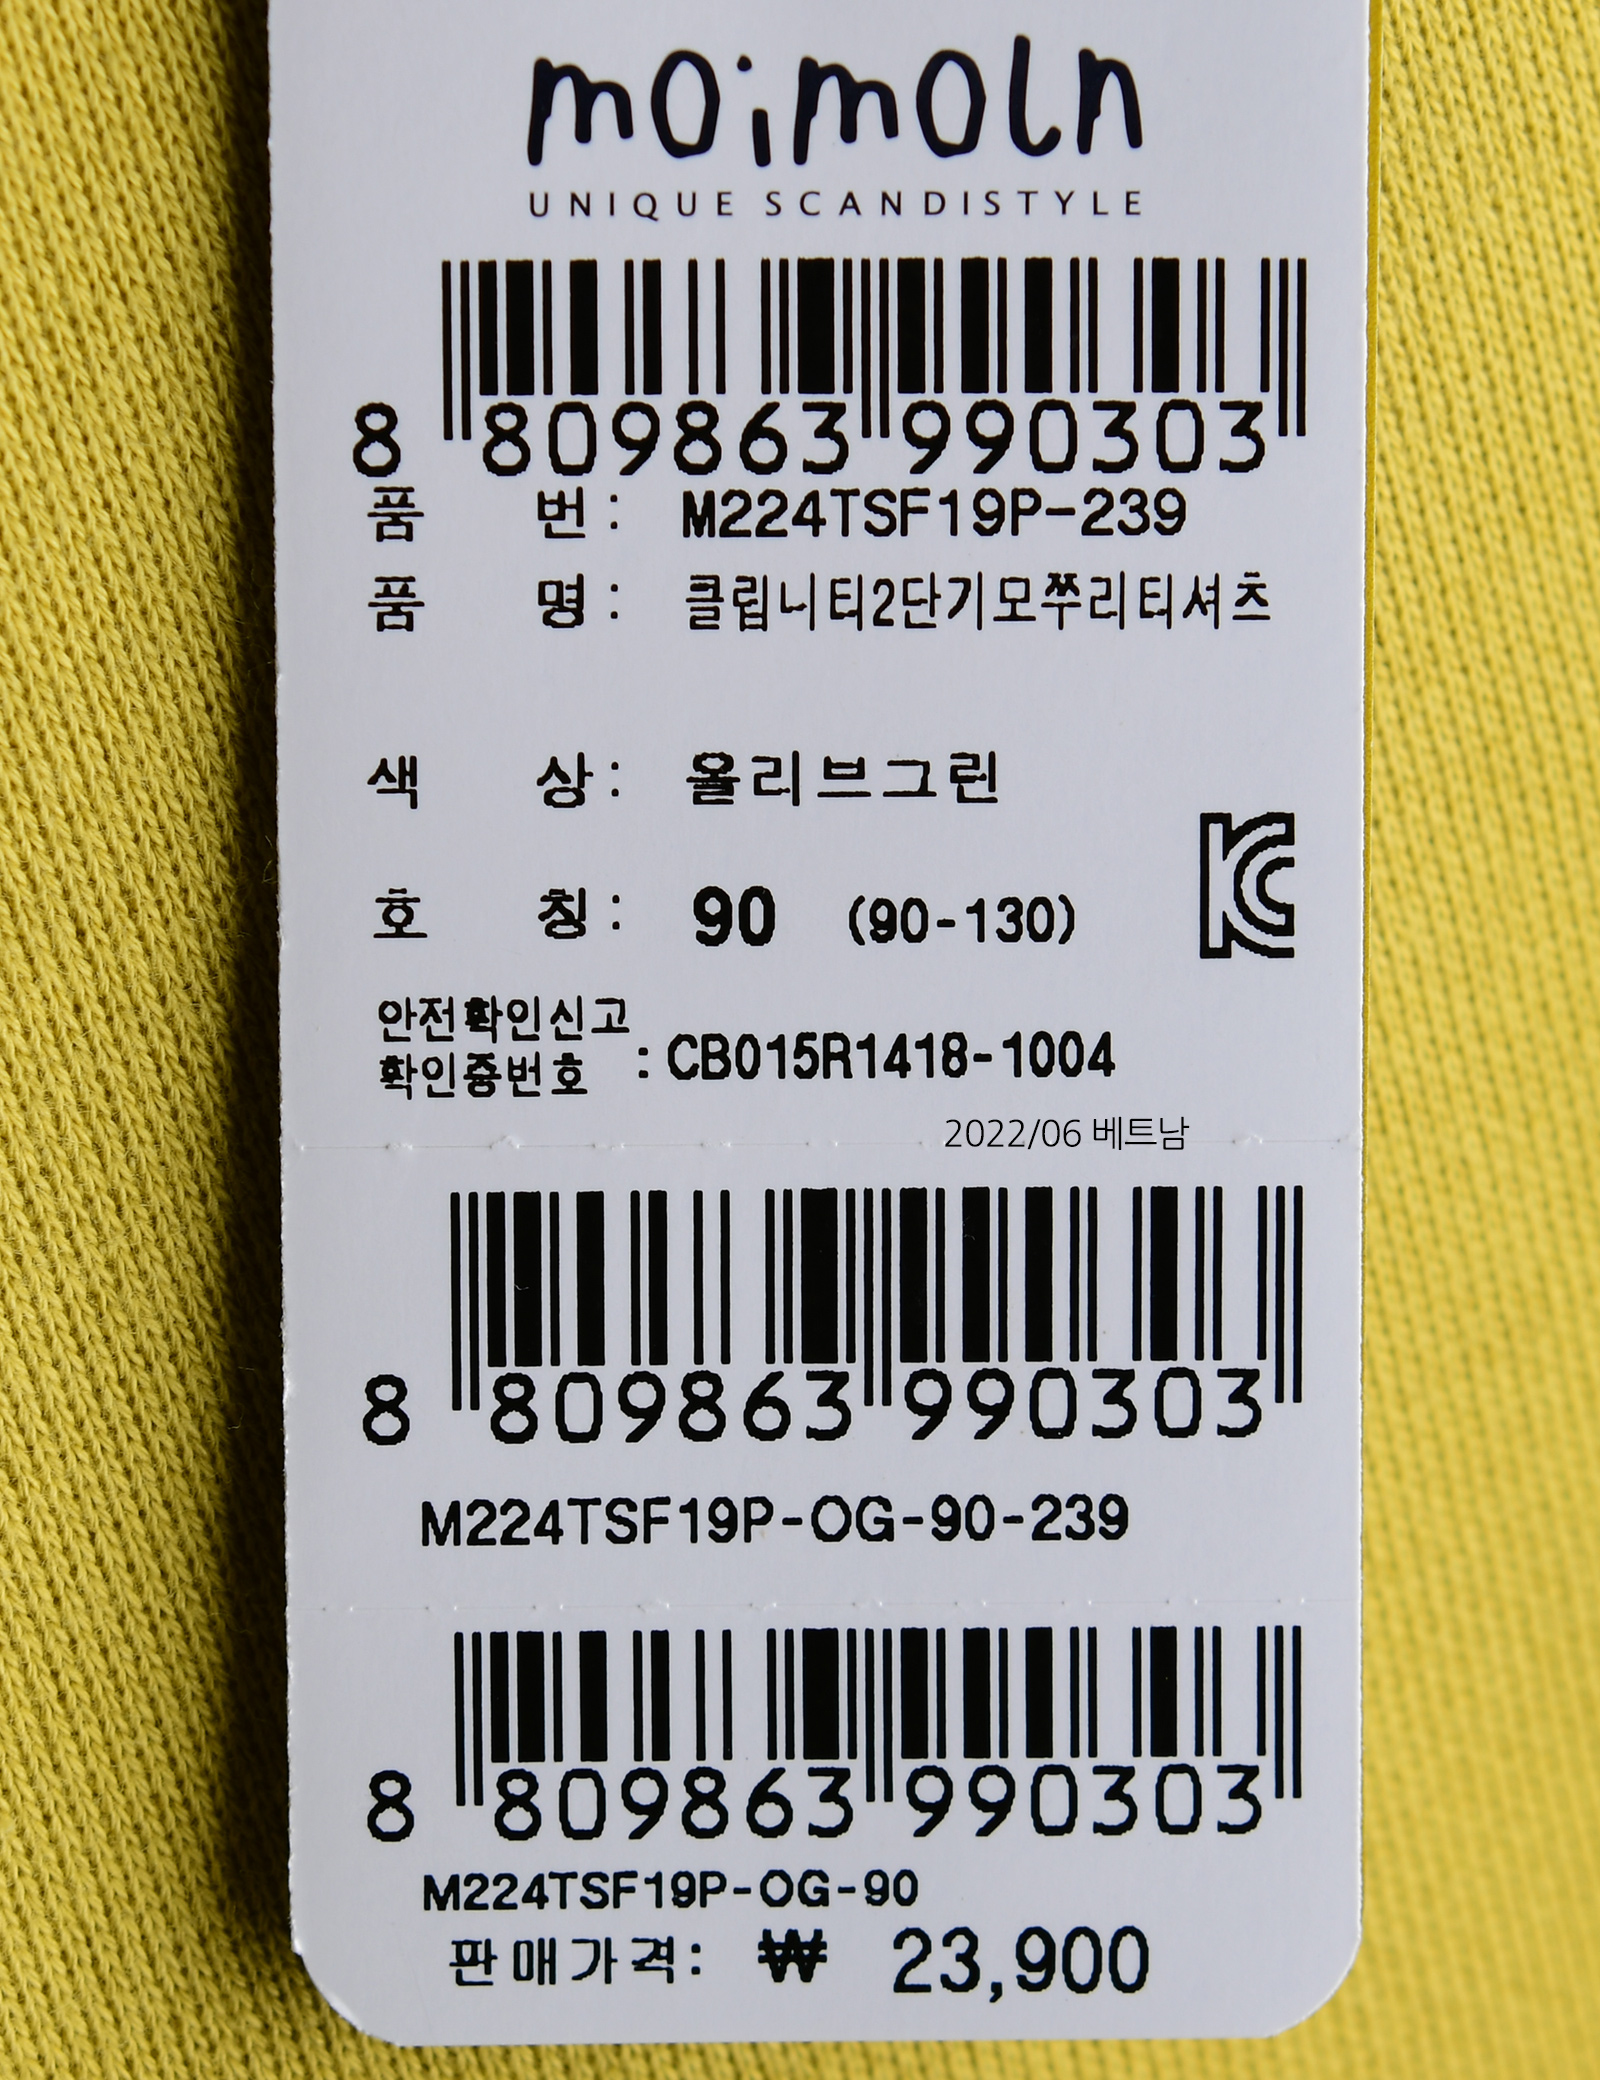 moimoln
UNIQUE SCANDISTYLE
8 809863 990303
품 번 : M224TSF19P-239
품 명 : 클립니티2단기모쭈리티셔츠
색 상 : 올리브그린
호 칭 : 90 (90-130)
안전확인신고
확인증번호 : CB015R1418-1004
2022/06 베트남
8 809863 990303
M224TSF19P-OG-90-239
8 809863 990303
M224TSF19P-OG-90
판매가격: ₩ 23,900